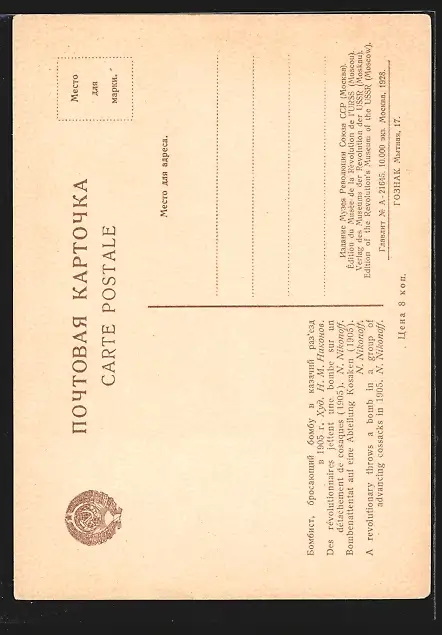 ПОЧТОВАЯ КАРТОЧКА
CARTE POSTALE
Место
для
марки.
Место для адреса.
Бомбист, бросающий бомбу в казачий раз'езд
в 1905 г. Худ. Н. М. Никонов.
Des révolutionnaires jettent une bombe sur un
détachement de cosaques (1905). N. Nikonoff.
Bombenattentat auf eine Abteilung Kosaken (1905).
N. Nikonoff.
A revolutionary throws a bomb in a group of
advancing cossacks in 1905. N. Nikonoff.
Издание Музея Революции Союза ССР (Москва).
Édition du Musée de la Révolution de l'URSS (Moscou).
Verlag des Museums der Revolution der USSR (Moskau).
Edition of the Revolution's Museum of the USSR (Moscow).
Главлит № А-21645. 10.000 экз. Москва, 1928.
ГОЗНАК Мытная, 17.
Цена 8 коп.